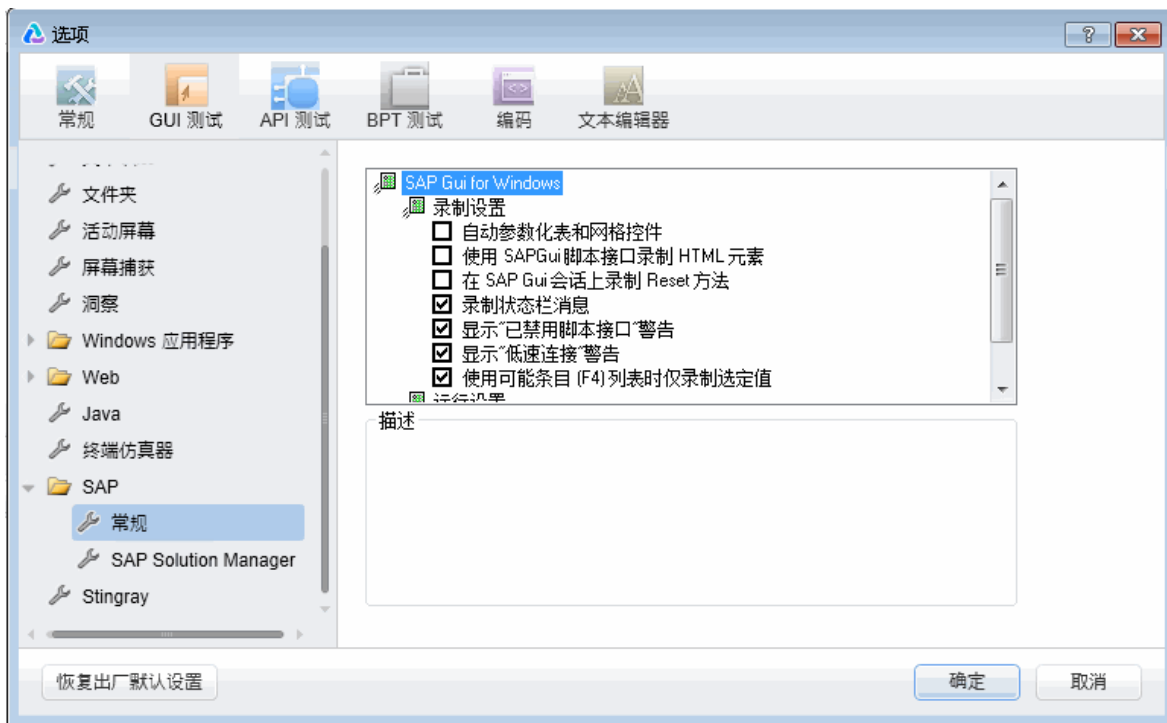 选项
常规
GUI 测试
API 测试
BPT 测试
编码
文本编辑器
文件夹
活动屏幕
屏幕捕获
洞察
Windows 应用程序
Web
Java
终端仿真器
SAP
常规
SAP Solution Manager
Stingray
SAP Gui for Windows
录制设置
自动参数化表和网格控件
使用 SAPGui 脚本接口录制 HTML 元素
在 SAP Gui 会话上录制 Reset 方法
录制状态栏消息
显示"已禁用脚本接口"警告
显示"低速连接"警告
使用可能条目 (F4) 列表时仅录制选定值
运行设置
描述
恢复出厂默认设置
确定
取消